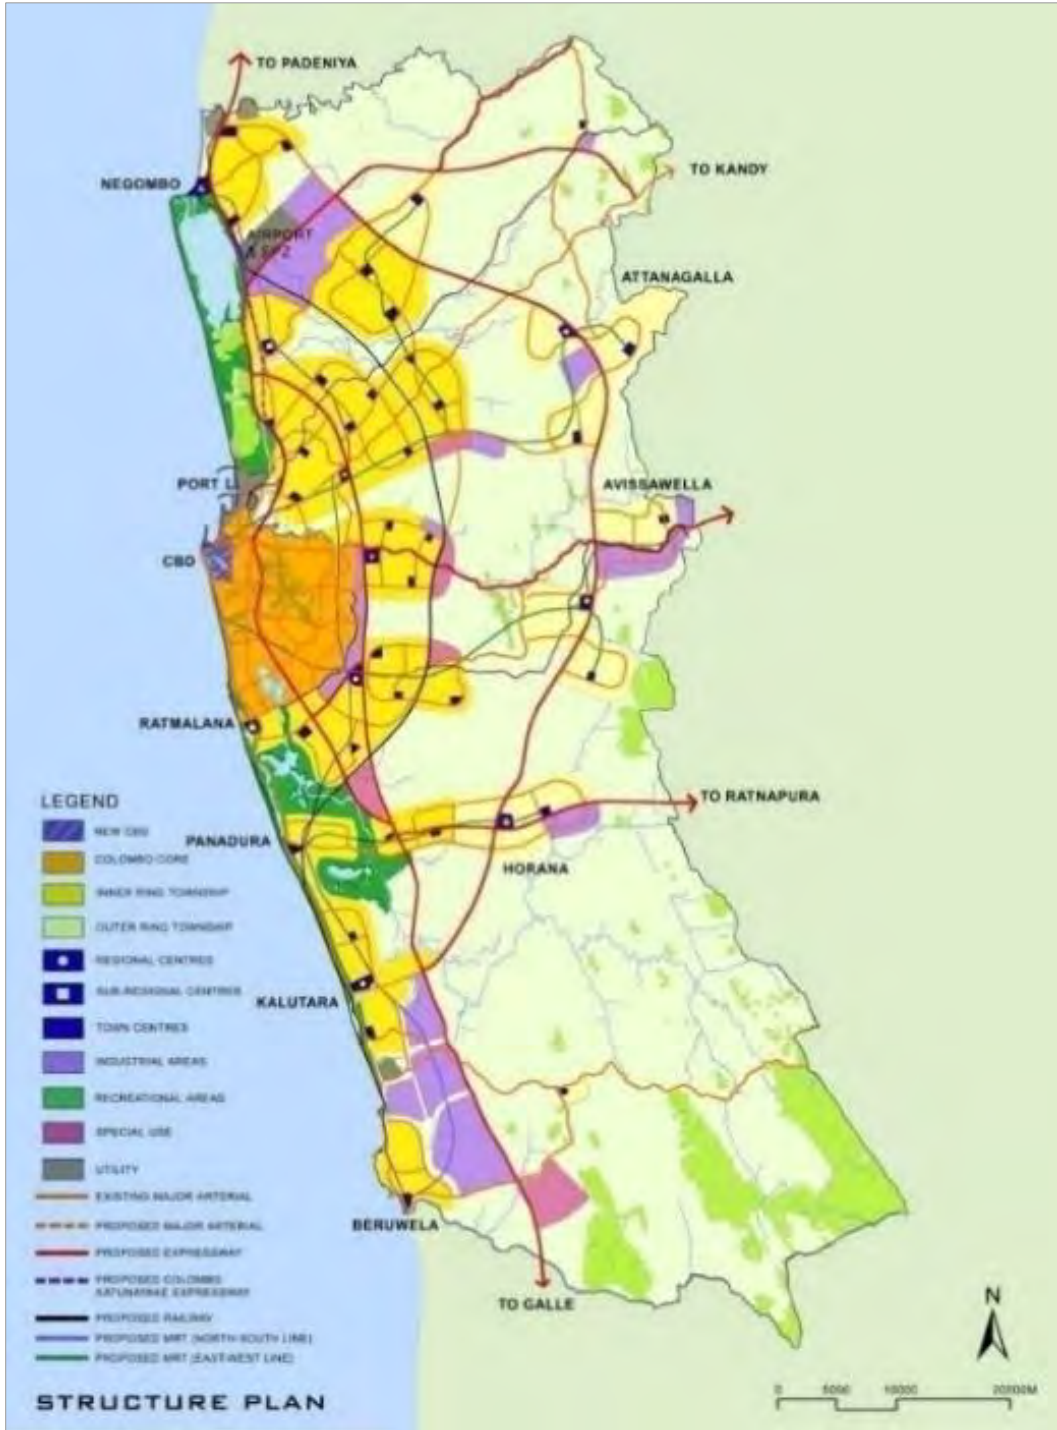 TO PADENIYA
TO KANDY
NEGOMBO
AIRPORT
& EPZ
ATTANAGALLA
PORT
AVISSAWELLA
CBD
RATMALANA
TO RATNAPURA
PANADURA
HORANA
KALUTARA
BERUWELA
TO GALLE
LEGEND
NEW CBD
COLOMBO CORE
INNER RING TOWNSHIP
OUTER RING TOWNSHIP
REGIONAL CENTRES
SUB-REGIONAL CENTRES
TOWN CENTRES
INDUSTRIAL AREAS
RECREATIONAL AREAS
SPECIAL USE
UTILITY
EXISTING MAJOR ARTERIAL
PROPOSED MAJOR ARTERIAL
PROPOSED EXPRESSWAY
PROPOSED COLOMBO
KATUNAYAKE EXPRESSWAY
PROPOSED RAILWAY
PROPOSED MRT (NORTH-SOUTH LINE)
PROPOSED MRT (EAST-WEST LINE)
N
0 5000 10000 20000M
STRUCTURE PLAN